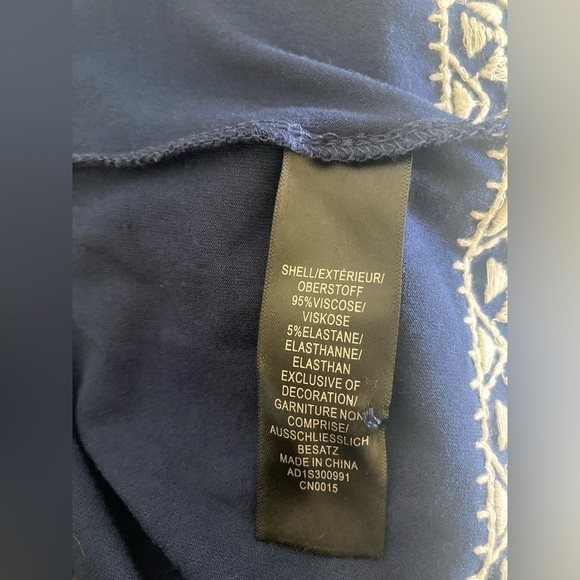 SHELL/EXTÉRIEUR/
OBERSTOFF
95%VISCOSE/
VISKOSE
5%ELASTANE/
ELASTHANNE/
ELASTHAN
EXCLUSIVE OF
DECORATION/
GARNITURE NON
COMPRISE/
AUSSCHLIESSLICH
BESATZ
MADE IN CHINA
AD1S300991
CN0015